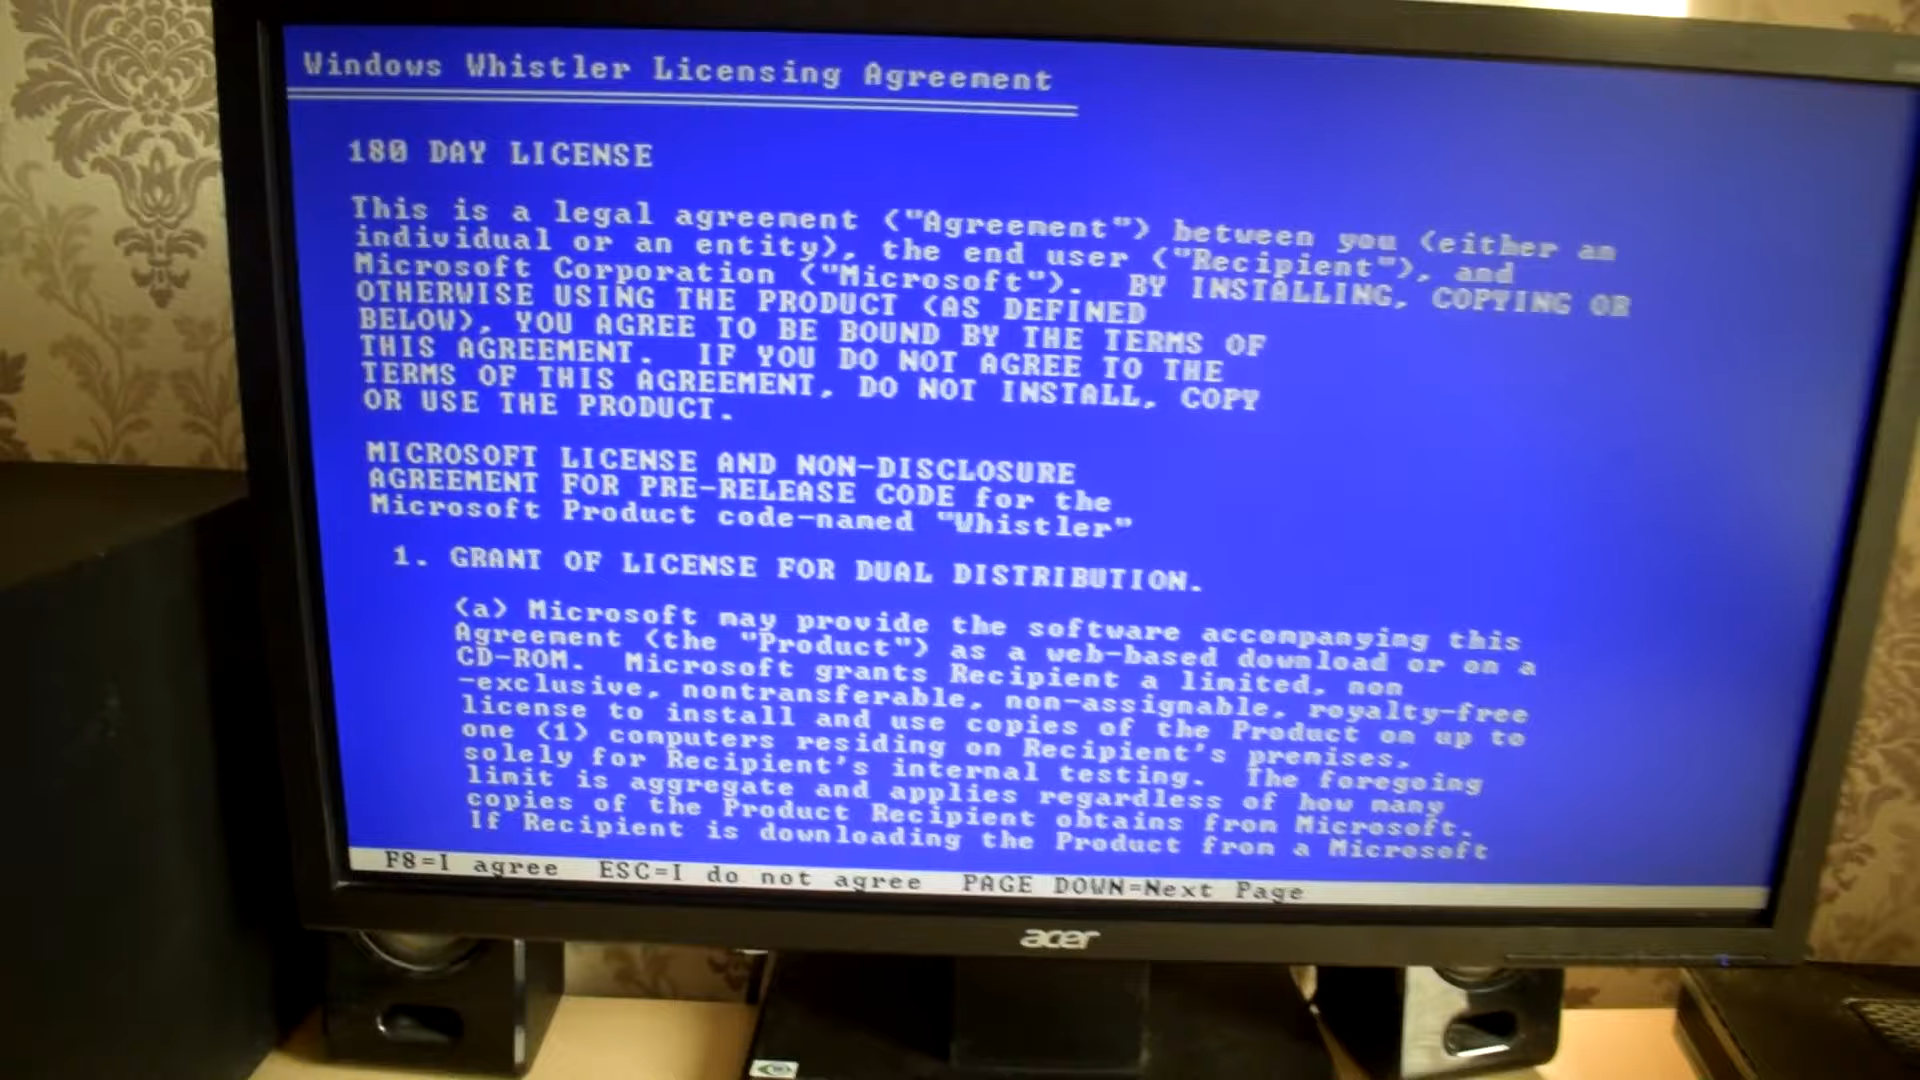 Windows Whistler Licensing Agreement
180 DAY LICENSE
This is a legal agreement ("Agreement") between you (either an
individual or an entity), the end user ("Recipient"), and
Microsoft Corporation ("Microsoft").  BY INSTALLING, COPYING OR
OTHERWISE USING THE PRODUCT (AS DEFINED
BELOW), YOU AGREE TO BE BOUND BY THE TERMS OF
THIS AGREEMENT.  IF YOU DO NOT AGREE TO THE
TERMS OF THIS AGREEMENT, DO NOT INSTALL, COPY
OR USE THE PRODUCT.
MICROSOFT LICENSE AND NON-DISCLOSURE
AGREEMENT FOR PRE-RELEASE CODE for the
Microsoft Product code-named "Whistler"
1. GRANT OF LICENSE FOR DUAL DISTRIBUTION.
(a) Microsoft may provide the software accompanying this
Agreement (the "Product") as a web-based download or on a
CD-ROM.  Microsoft grants Recipient a limited, non
-exclusive, nontransferable, non-assignable, royalty-free
license to install and use copies of the Product on up to
one (1) computers residing on Recipient's premises,
solely for Recipient's internal testing.  The foregoing
limit is aggregate and applies regardless of how many
copies of the Product Recipient obtains from Microsoft.
If Recipient is downloading the Product from a Microsoft
F8=I agree  ESC=I do not agree  PAGE DOWN=Next Page
acer